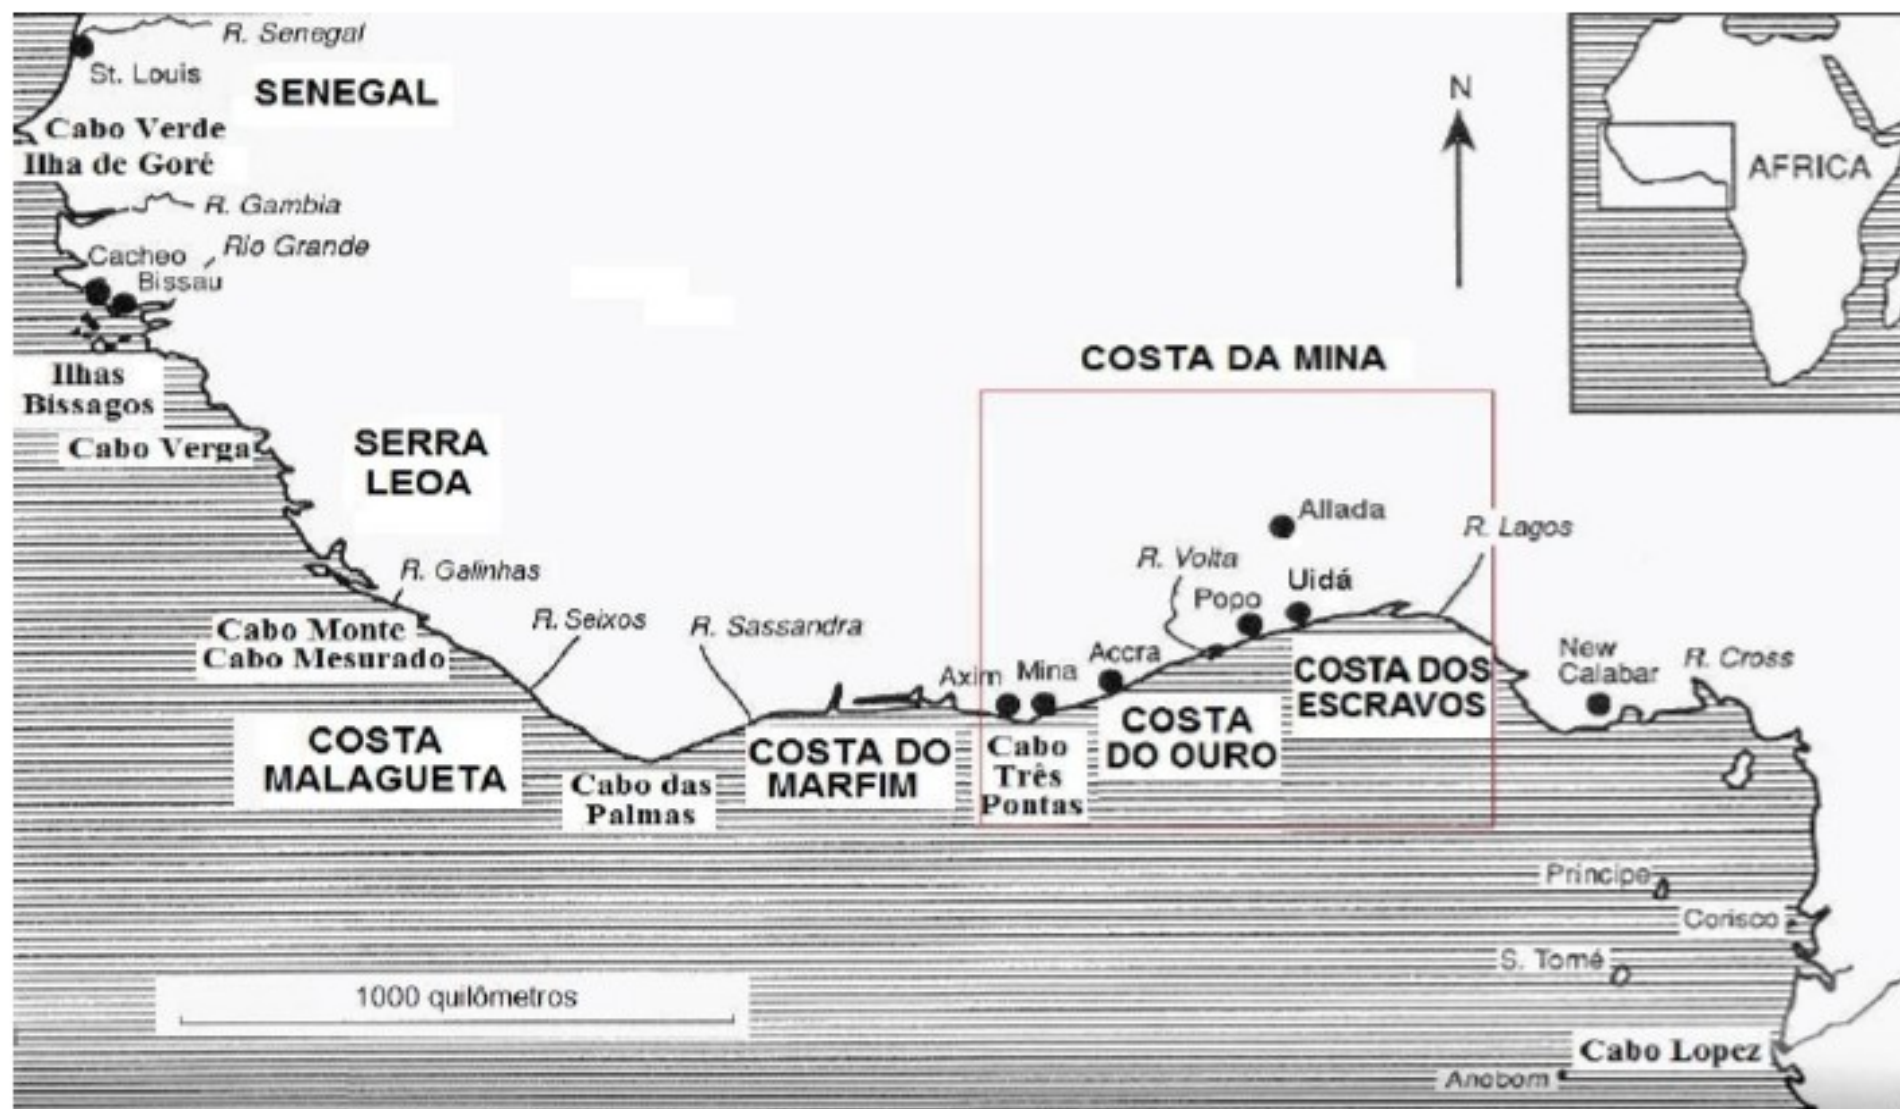 R. Senegal
St. Louis
SENEGAL
Cabo Verde
Ilha de Goré
R. Gambia
Rio Grande
Cacheo
Bissau
Ilhas
Bissagos
Cabo Verga
SERRA
LEOA
R. Galinhas
Cabo Monte
Cabo Mesurado
R. Seixos
R. Sassandra
COSTA
MALAGUETA
Cabo das
Palmas
COSTA DO
MARFIM
N
AFRICA
COSTA DA MINA
Allada
R. Lagos
R. Volta
Uidá
Popo
Accra
Axim
Mina
Cabo
Três
Pontas
COSTA
DO OURO
COSTA DOS
ESCRAVOS
New
Calabar
R. Cross
Príncipe
Corisco
S. Tomé
1000 quilômetros
Cabo Lopez
Anobom